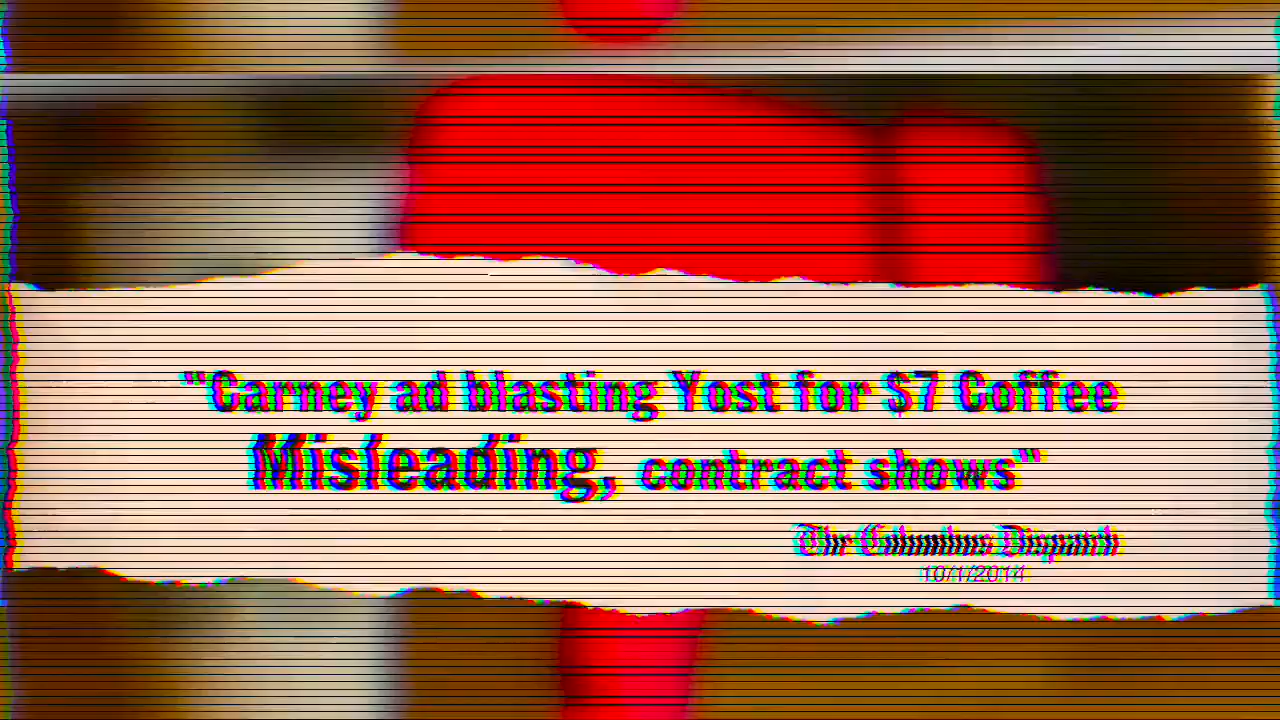 "Carney ad blasting Yost for $7 Coffee
Misleading, contract shows"
The Columbus Dispatch
10/1/2014